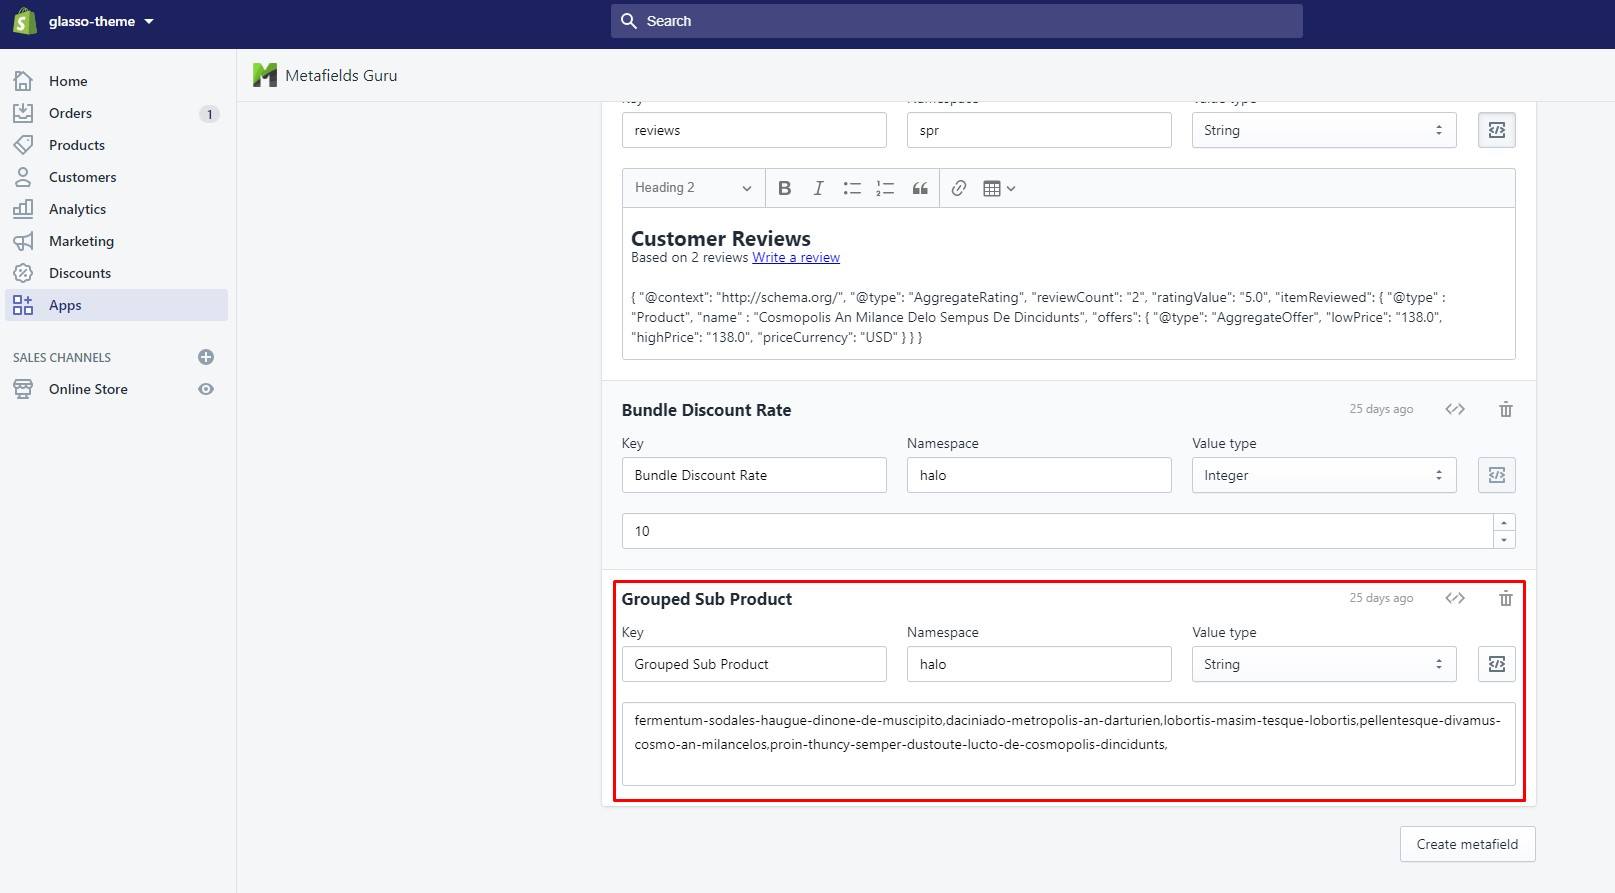 glasso-theme
Search
Home
Orders 1
Products
Customers
Analytics
Marketing
Discounts
Apps
SALES CHANNELS
Online Store
Metafields Guru
Key Namespace Value type
reviews spr String
Heading 2
Customer Reviews
Based on 2 reviews Write a review
{ "@context": "http://schema.org/", "@type": "AggregateRating", "reviewCount": "2", "ratingValue": "5.0", "itemReviewed": { "@type" :
"Product", "name" : "Cosmopolis An Milance Delo Sempus De Dincidunts", "offers": { "@type": "AggregateOffer", "lowPrice": "138.0",
"highPrice": "138.0", "priceCurrency": "USD" } } }
Bundle Discount Rate 25 days ago
Key Namespace Value type
Bundle Discount Rate halo Integer
10
Grouped Sub Product 25 days ago
Key Namespace Value type
Grouped Sub Product halo String
fermentum-sodales-haugue-dinone-de-muscipito,daciniado-metropolis-an-darturien,lobortis-masim-tesque-lobortis,pellentesque-divamus-
cosmo-an-milancelos,proin-thuncy-semper-dustoute-lucto-de-cosmopolis-dincidunts,
Create metafield